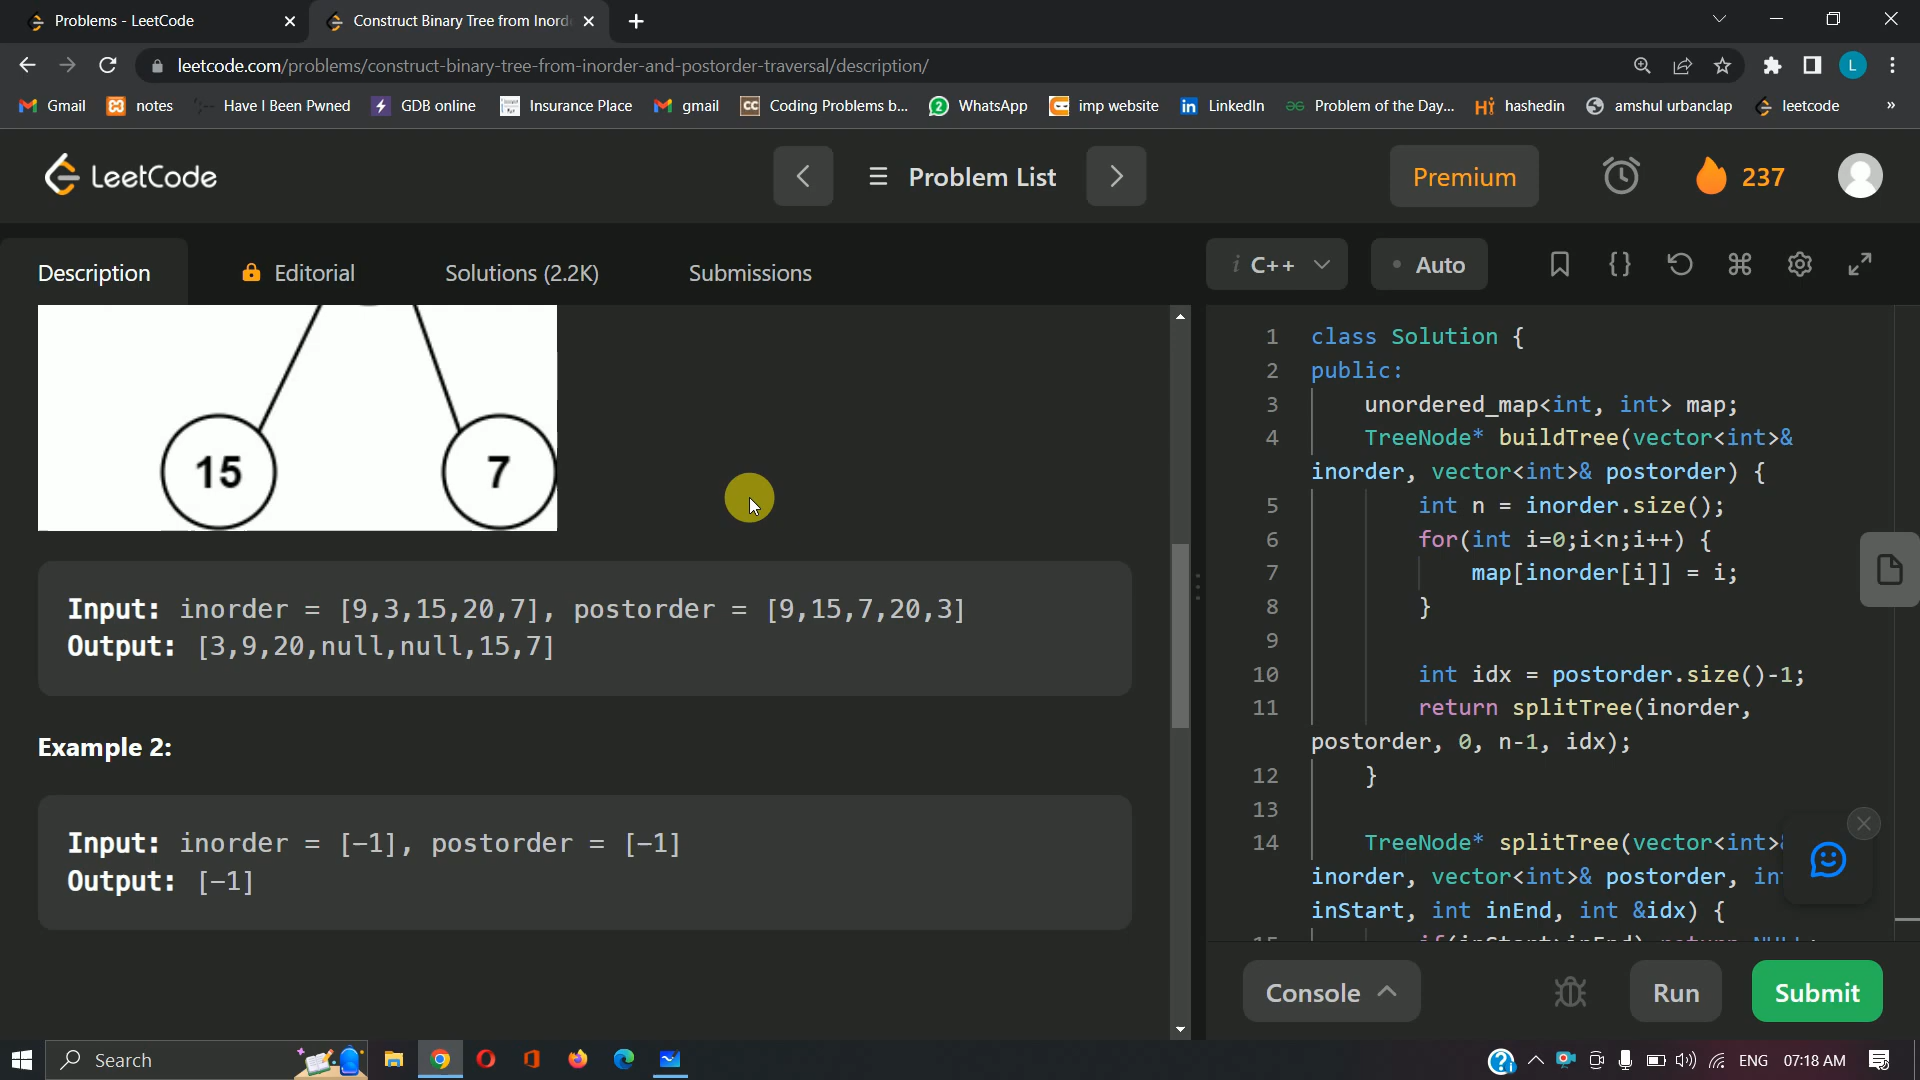 Problems - LeetCode
Construct Binary Tree from Inord
leetcode.com/problems/construct-binary-tree-from-inorder-and-postorder-traversal/description/
L
Gmail
notes
Have I Been Pwned
GDB online
Insurance Place
gmail
Coding Problems b...
WhatsApp
imp website
LinkedIn
Problem of the Day...
hashedin
amshul urbanclap
leetcode
»
LeetCode
Problem List
Premium
237
Description
Editorial
Solutions (2.2K)
Submissions
i C++
Auto
15
7
Input: inorder = [9,3,15,20,7], postorder = [9,15,7,20,3]
Output: [3,9,20,null,null,15,7]
Example 2:
Input: inorder = [-1], postorder = [-1]
Output: [-1]
1 class Solution {
2 public:
3 unordered_map<int, int> map;
4 TreeNode* buildTree(vector<int>&
inorder, vector<int>& postorder) {
5 int n = inorder.size();
6 for(int i=0;i<n;i++) {
7 map[inorder[i]] = i;
8 }
9
10 int idx = postorder.size()-1;
11 return splitTree(inorder,
postorder, 0, n-1, idx);
12 }
13
14 TreeNode* splitTree(vector<int>&
inorder, vector<int>& postorder, int
inStart, int inEnd, int &idx) {
Console
Run
Submit
Search
ENG
07:18 AM